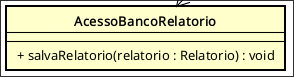 AcessoBancoRelatorio
+ salvaRelatorio(relatorio : Relatorio) : void